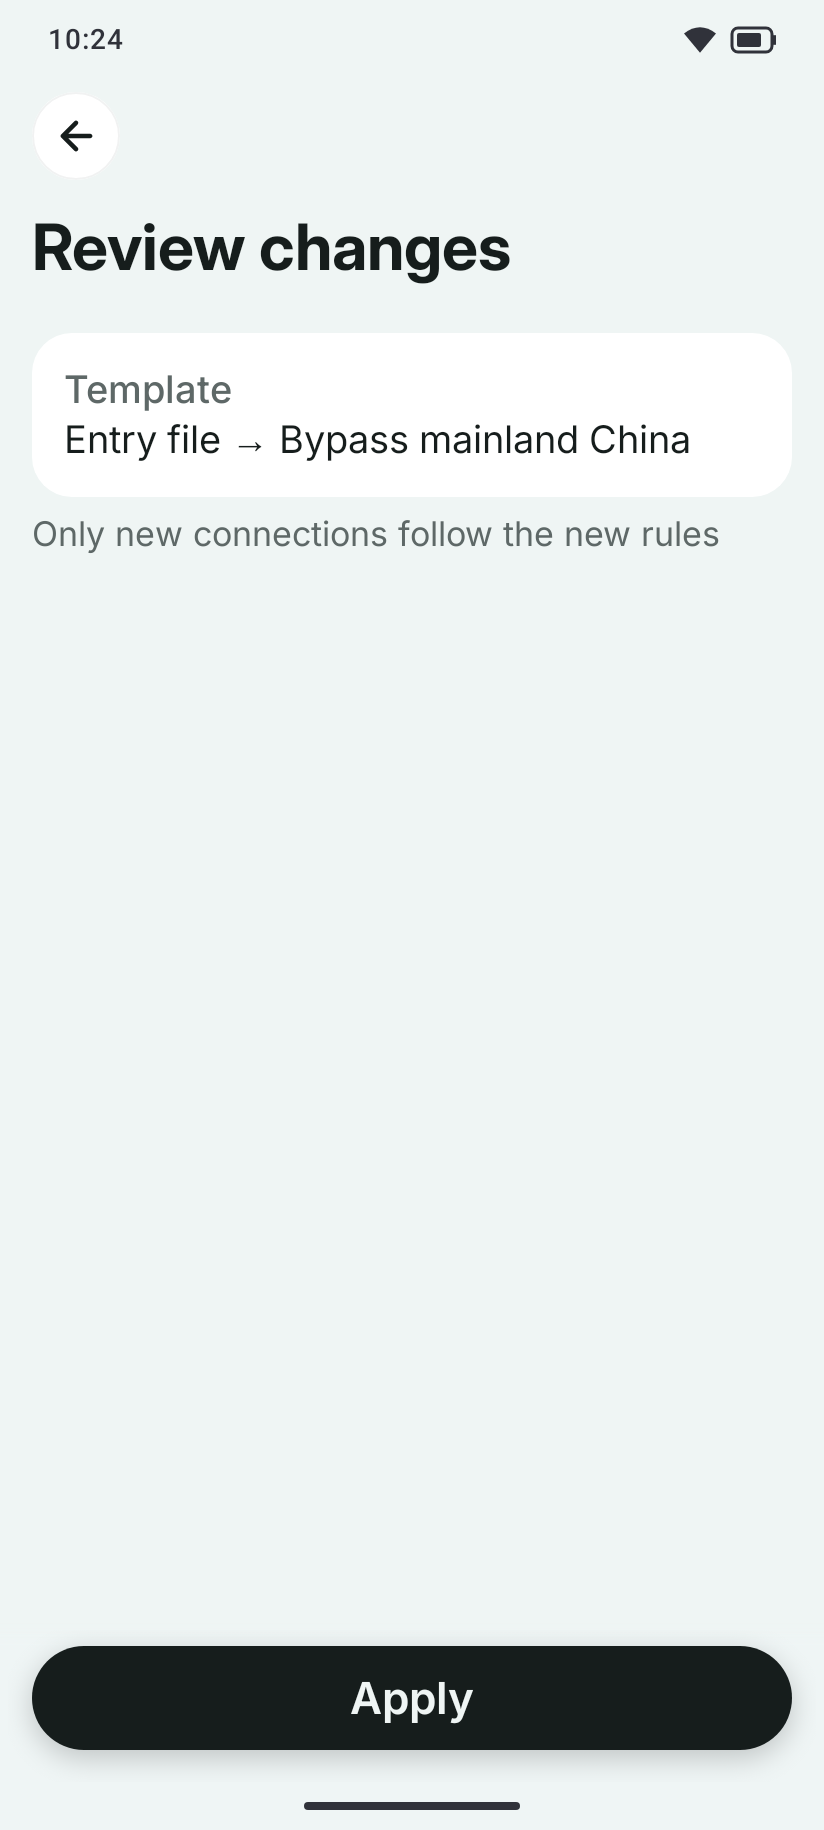 10:24
Review changes
Template
Entry file → Bypass mainland China
Only new connections follow the new rules
Apply